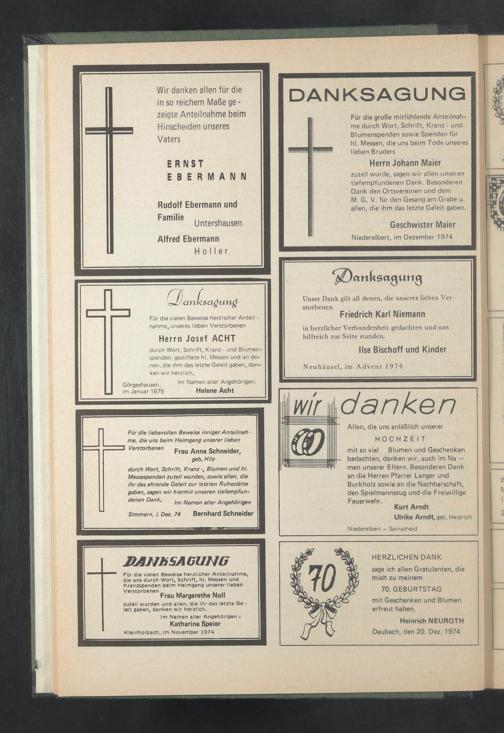 Wir danken allen für die
in so reichem Maße ge -
zeigte Anteilnahme beim
Hinscheiden unseres
Vaters
ERNST
EBERMANN
Rudolf Ebermann und
Familie
Untershausen
Alfred Ebermann
Holler
Danksagung
Für die vielen Beweise herzlicher Anteil -
nahme, unseres lieben Verstorbenen
Herrn Josef ACHT
durch Wort, Schrift, Kranz - und Blumen-
spenden, gestiftete hl. Messen und all de-
nen, die ihm das letzte Geleit gaben, dan-
ken wir herzlich.
Im Namen aller Angehörigen:
Görgeshausen,
im Januar 1975 Helene Acht
Für die liebevollen Beweise inniger Anteilnah-
me, die uns beim Heimgang unserer lieben
Verstorbenen
Frau Anna Schneider,
geb. Hilz
durch Wort, Schrift, Kranz -, Blumen und hl.
Messespenden zuteil wurden, sowie allen, die
ihr das ehrende Geleit zur letzten Ruhestätte
gaben, sagen wir hiermit unseren tiefempfun-
denen Dank.
Im Namen aller Angehörigen
Simmern, i. Dez. 74 Bernhard Schneider
DANKSAGUNG
Für die vielen Beweise herzlicher Anteilnahme,
die uns durch Wort, Schrift, hl. Messen und
Kranzspenden beim Heimgang unserer lieben
Verstorbenen
Frau Margarethe Noll
zuteil wurden und allen, die ihr das letzte Ge -
leit gaben, danken wir herzlich.
Im Namen aller Angehörigen :
Katharina Speier
Kleinholbach, im November 1974
DANKSAGUNG
Für die große mitfühlende Anteilnah-
me durch Wort, Schrift, Kranz - und
Blumenspenden sowie Spenden für
hl. Messen, die uns beim Tode unseres
lieben Bruders
Herrn Johann Maier
zuteil wurde, sagen wir allen unseren
tiefempfundenen Dank. Besonderen
Dank den Ortsvereinen und dem
M. G. V. für den Gesang am Grabe u.
allen, die ihm das letzte Geleit gaben.
Geschwister Maier
Niederelbert, im Dezember 1974
Danksagung
Unser Dank gilt all denen, die unseres lieben Ver -
storbenen
Friedrich Karl Niemann
in herzlicher Verbundenheit gedachten und uns
hilfreich zur Seite standen.
Ilse Bischoff und Kinder
Neuhäusel, im Advent 1974
wir danken
Allen, die uns anläßlich unserer
HOCHZEIT
mit so viel Blumen und Geschenken
bedachten, danken wir, auch im Na —
men unserer Eltern. Besonderen Dank
an die Herren Pfarrer Langer und
Burkholz sowie an die Nachbarschaft,
den Spielmannszug und die Freiwillige
Feuerwehr.
Kurt Arndt
Ulrike Arndt, geb. Heidrich
Niederelbert — Sainscheid
70
HERZLICHEN DANK
sage ich allen Gratulanten, die
mich zu meinem
70. GEBURTSTAG
mit Geschenken und Blumen
erfreut haben.
Heinrich NEUROTH
Daubach, den 20. Dez. 1974